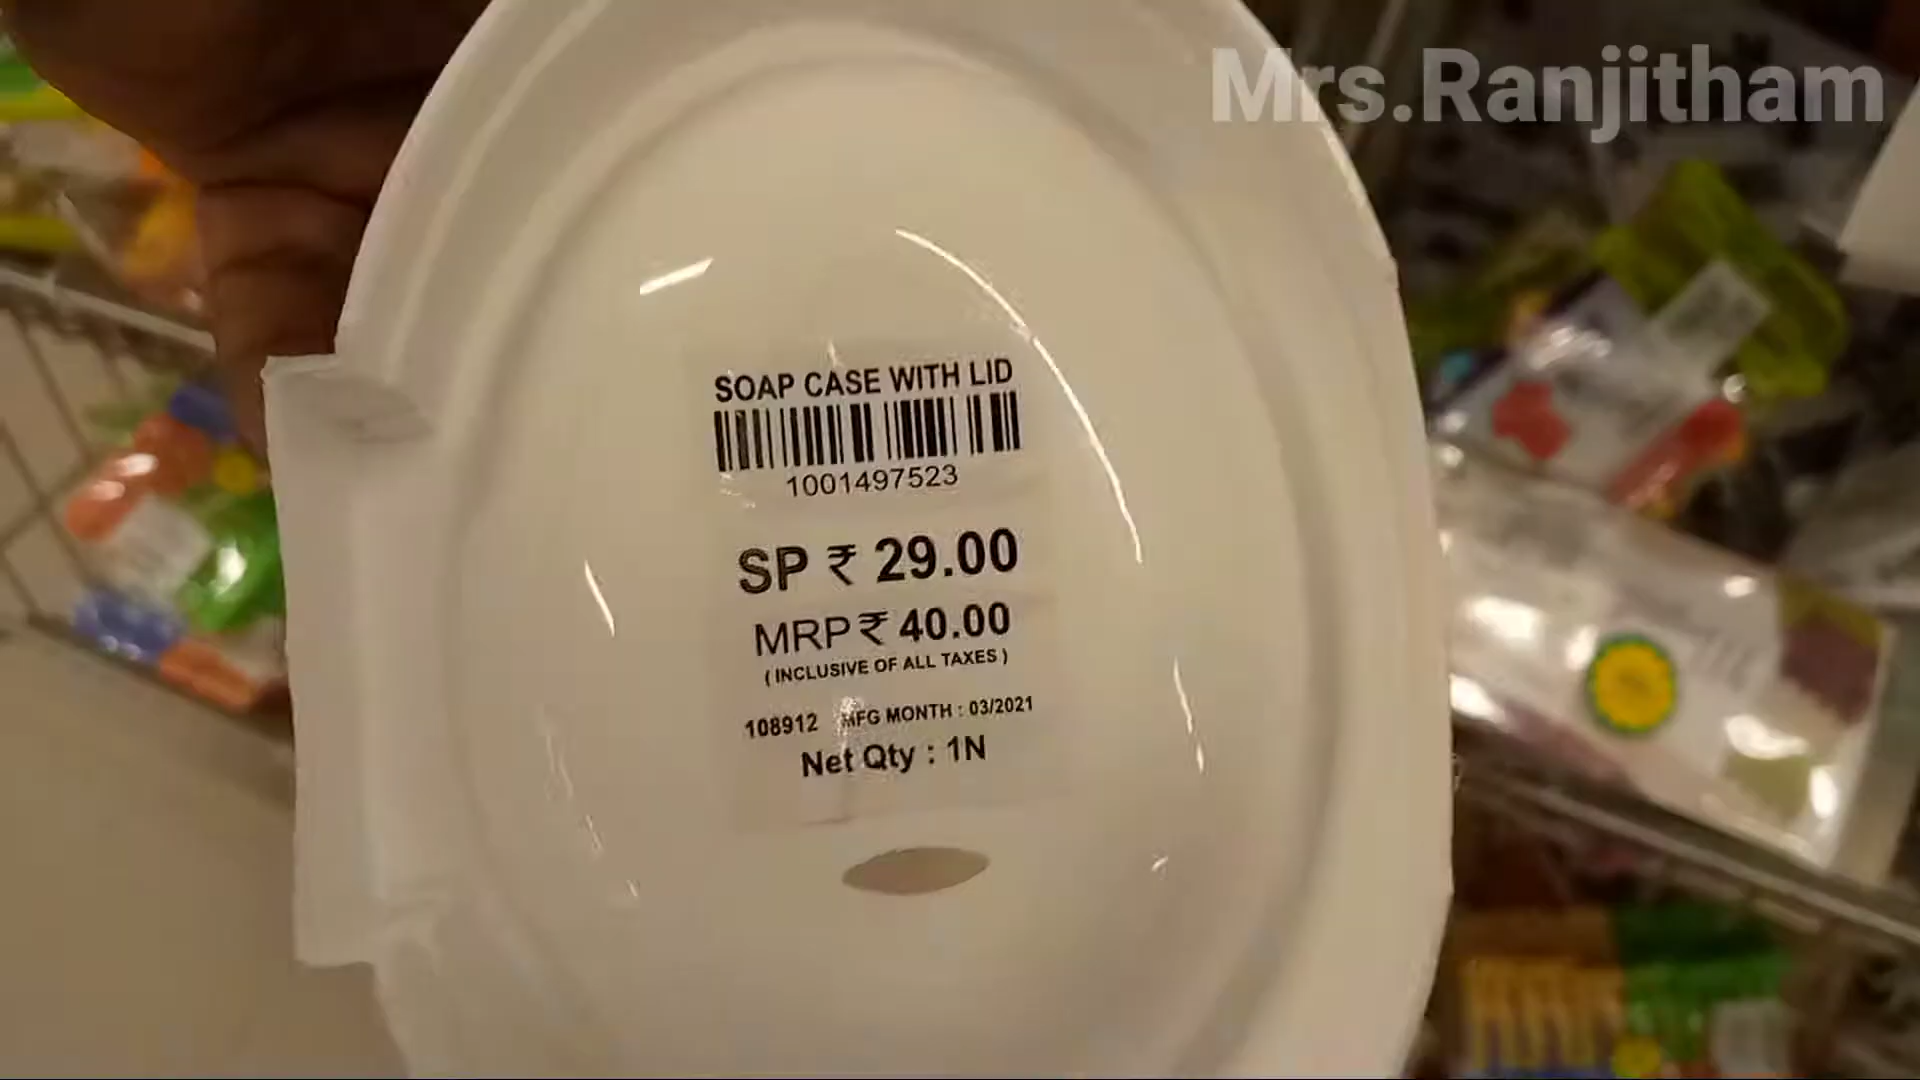 Mrs.Ranjitham
SOAP CASE WITH LID
1001497523
SP ₹ 29.00
MRP ₹ 40.00
( INCLUSIVE OF ALL TAXES )
108912 MFG MONTH : 03/2021
Net Qty : 1N